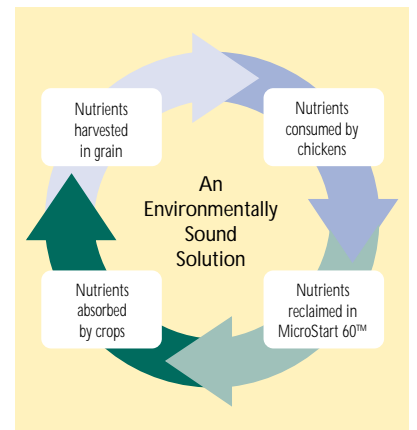 Nutrients
harvested
in grain
Nutrients
consumed by
chickens
An
Environmentally
Sound
Solution
Nutrients
absorbed
by crops
Nutrients
reclaimed in
MicroStart 60™